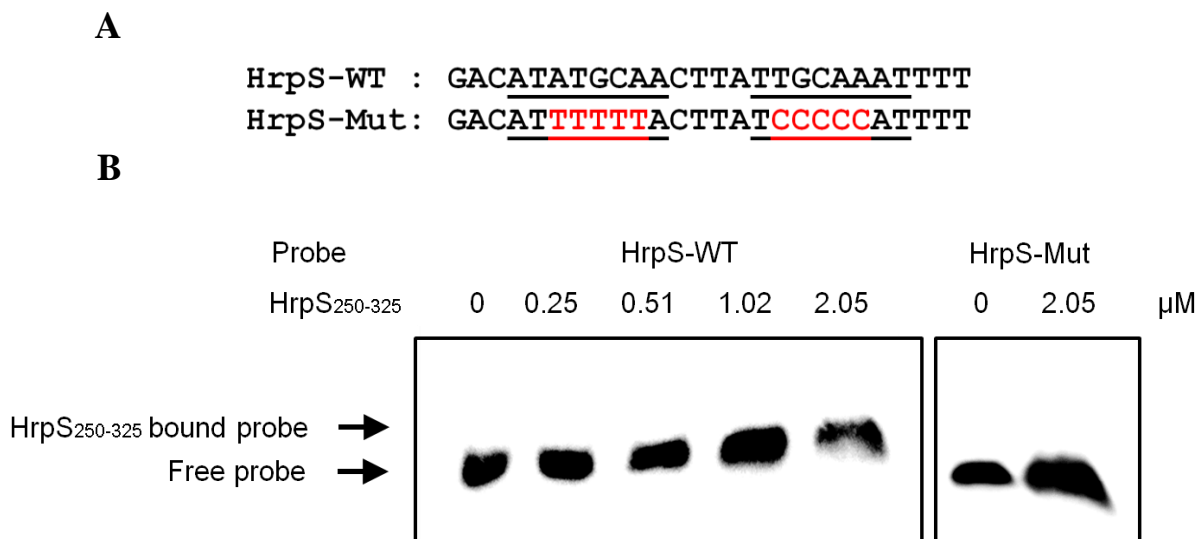 A
HrpS-WT : GACATATGCAACTTATTGCAAATTTT
HrpS-Mut: GACATTTTTTACTTATCCCCCATTTT
B
Probe HrpS-WT HrpS-Mut
HrpS250-325 0 0.25 0.51 1.02 2.05 0 2.05 µM
HrpS250-325 bound probe
Free probe